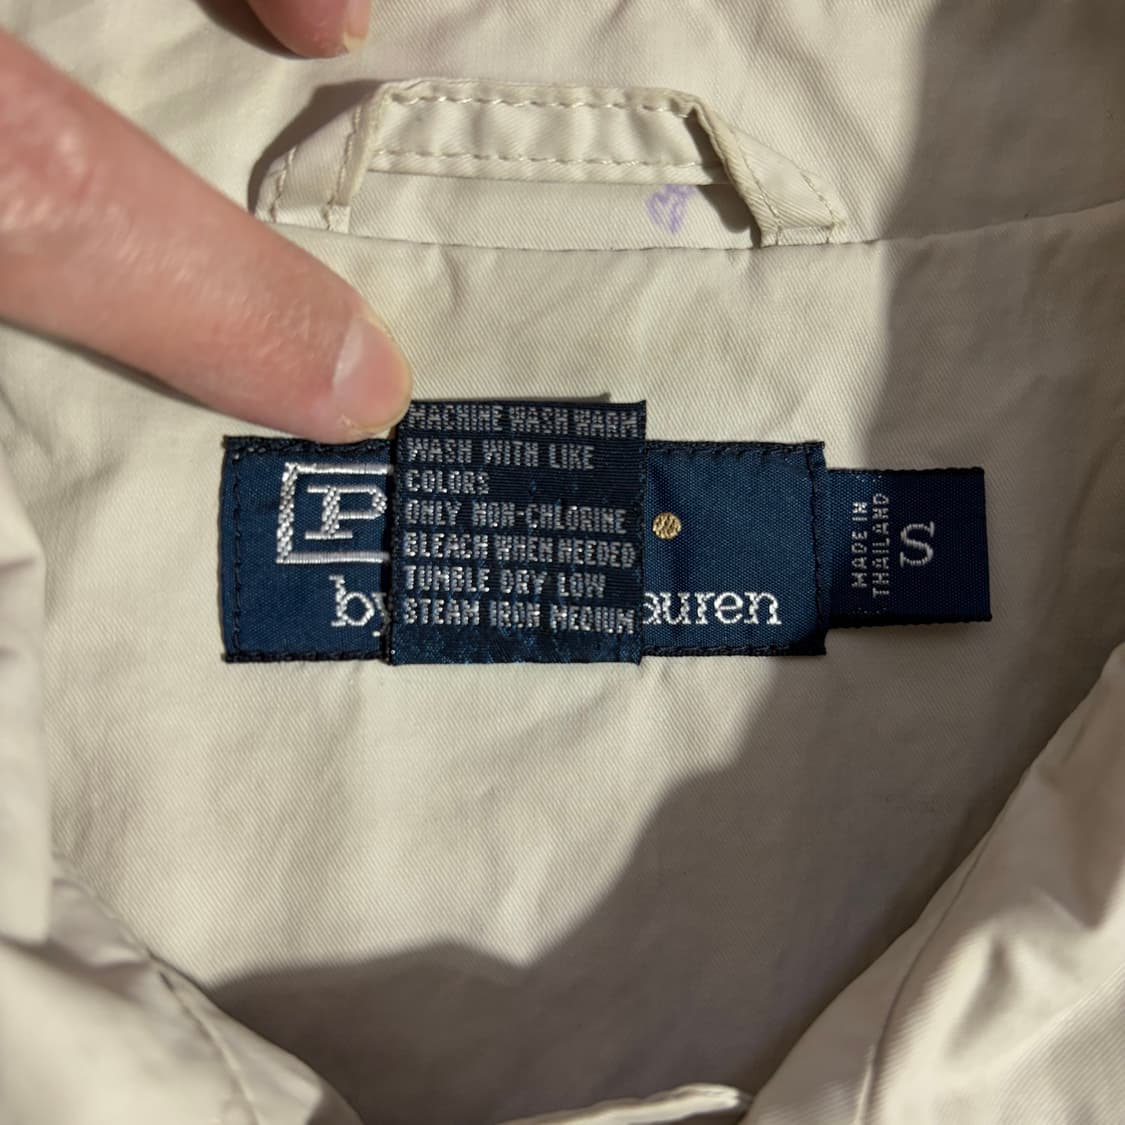 MACHINE WASH WARM
WASH WITH LIKE
COLORS
ONLY NON-CHLORINE
BLEACH WHEN NEEDED
TUMBLE DRY LOW
STEAM IRON MEDIUM
P
by auren
MADE IN
THAILAND
S